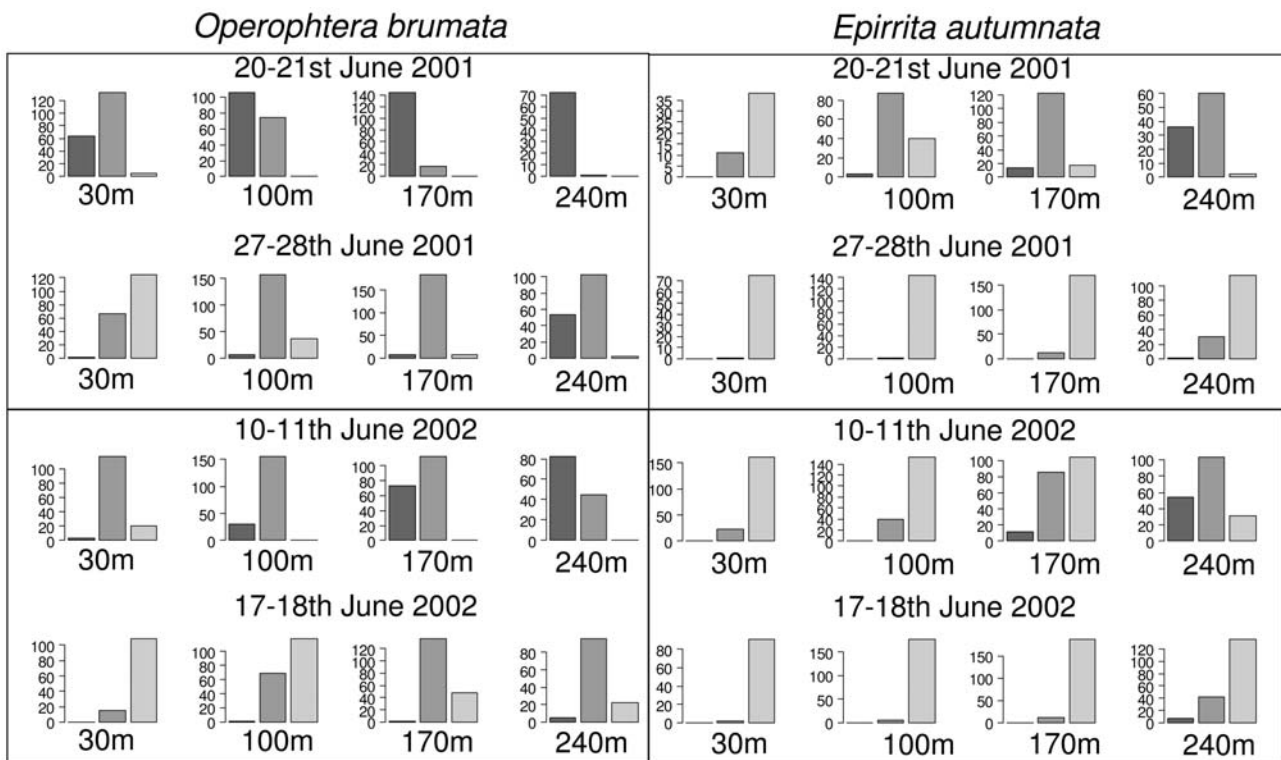 Operophtera brumata
Epirrita autumnata
20-21st June 2001
120 100 80 60 40 20 0
30m
100 80 60 40 20 0
100m
140 120 100 80 60 40 20 0
170m
70 60 50 40 30 20 10 0
240m
27-28th June 2001
120 100 80 60 40 20 0
30m
150 100 50 0
100m
150 100 50 0
170m
100 80 60 40 20 0
240m
10-11th June 2002
100 80 60 40 20 0
30m
150 100 50 0
100m
100 80 60 40 20 0
170m
80 60 40 20 0
240m
17-18th June 2002
100 80 60 40 20 0
30m
100 80 60 40 20 0
100m
120 100 80 60 40 20 0
170m
80 60 40 20 0
240m
20-21st June 2001
35 30 25 20 15 10 5 0
30m
80 60 40 20 0
100m
120 100 80 60 40 20 0
170m
60 50 40 30 20 10 0
240m
27-28th June 2001
70 60 50 40 30 20 10 0
30m
140 120 100 80 60 40 20 0
100m
150 100 50 0
170m
100 80 60 40 20 0
240m
10-11th June 2002
150 100 50 0
30m
140 120 100 80 60 40 20 0
100m
100 80 60 40 20 0
170m
100 80 60 40 20 0
240m
17-18th June 2002
80 60 40 20 0
30m
150 100 50 0
100m
150 100 50 0
170m
120 100 80 60 40 20 0
240m